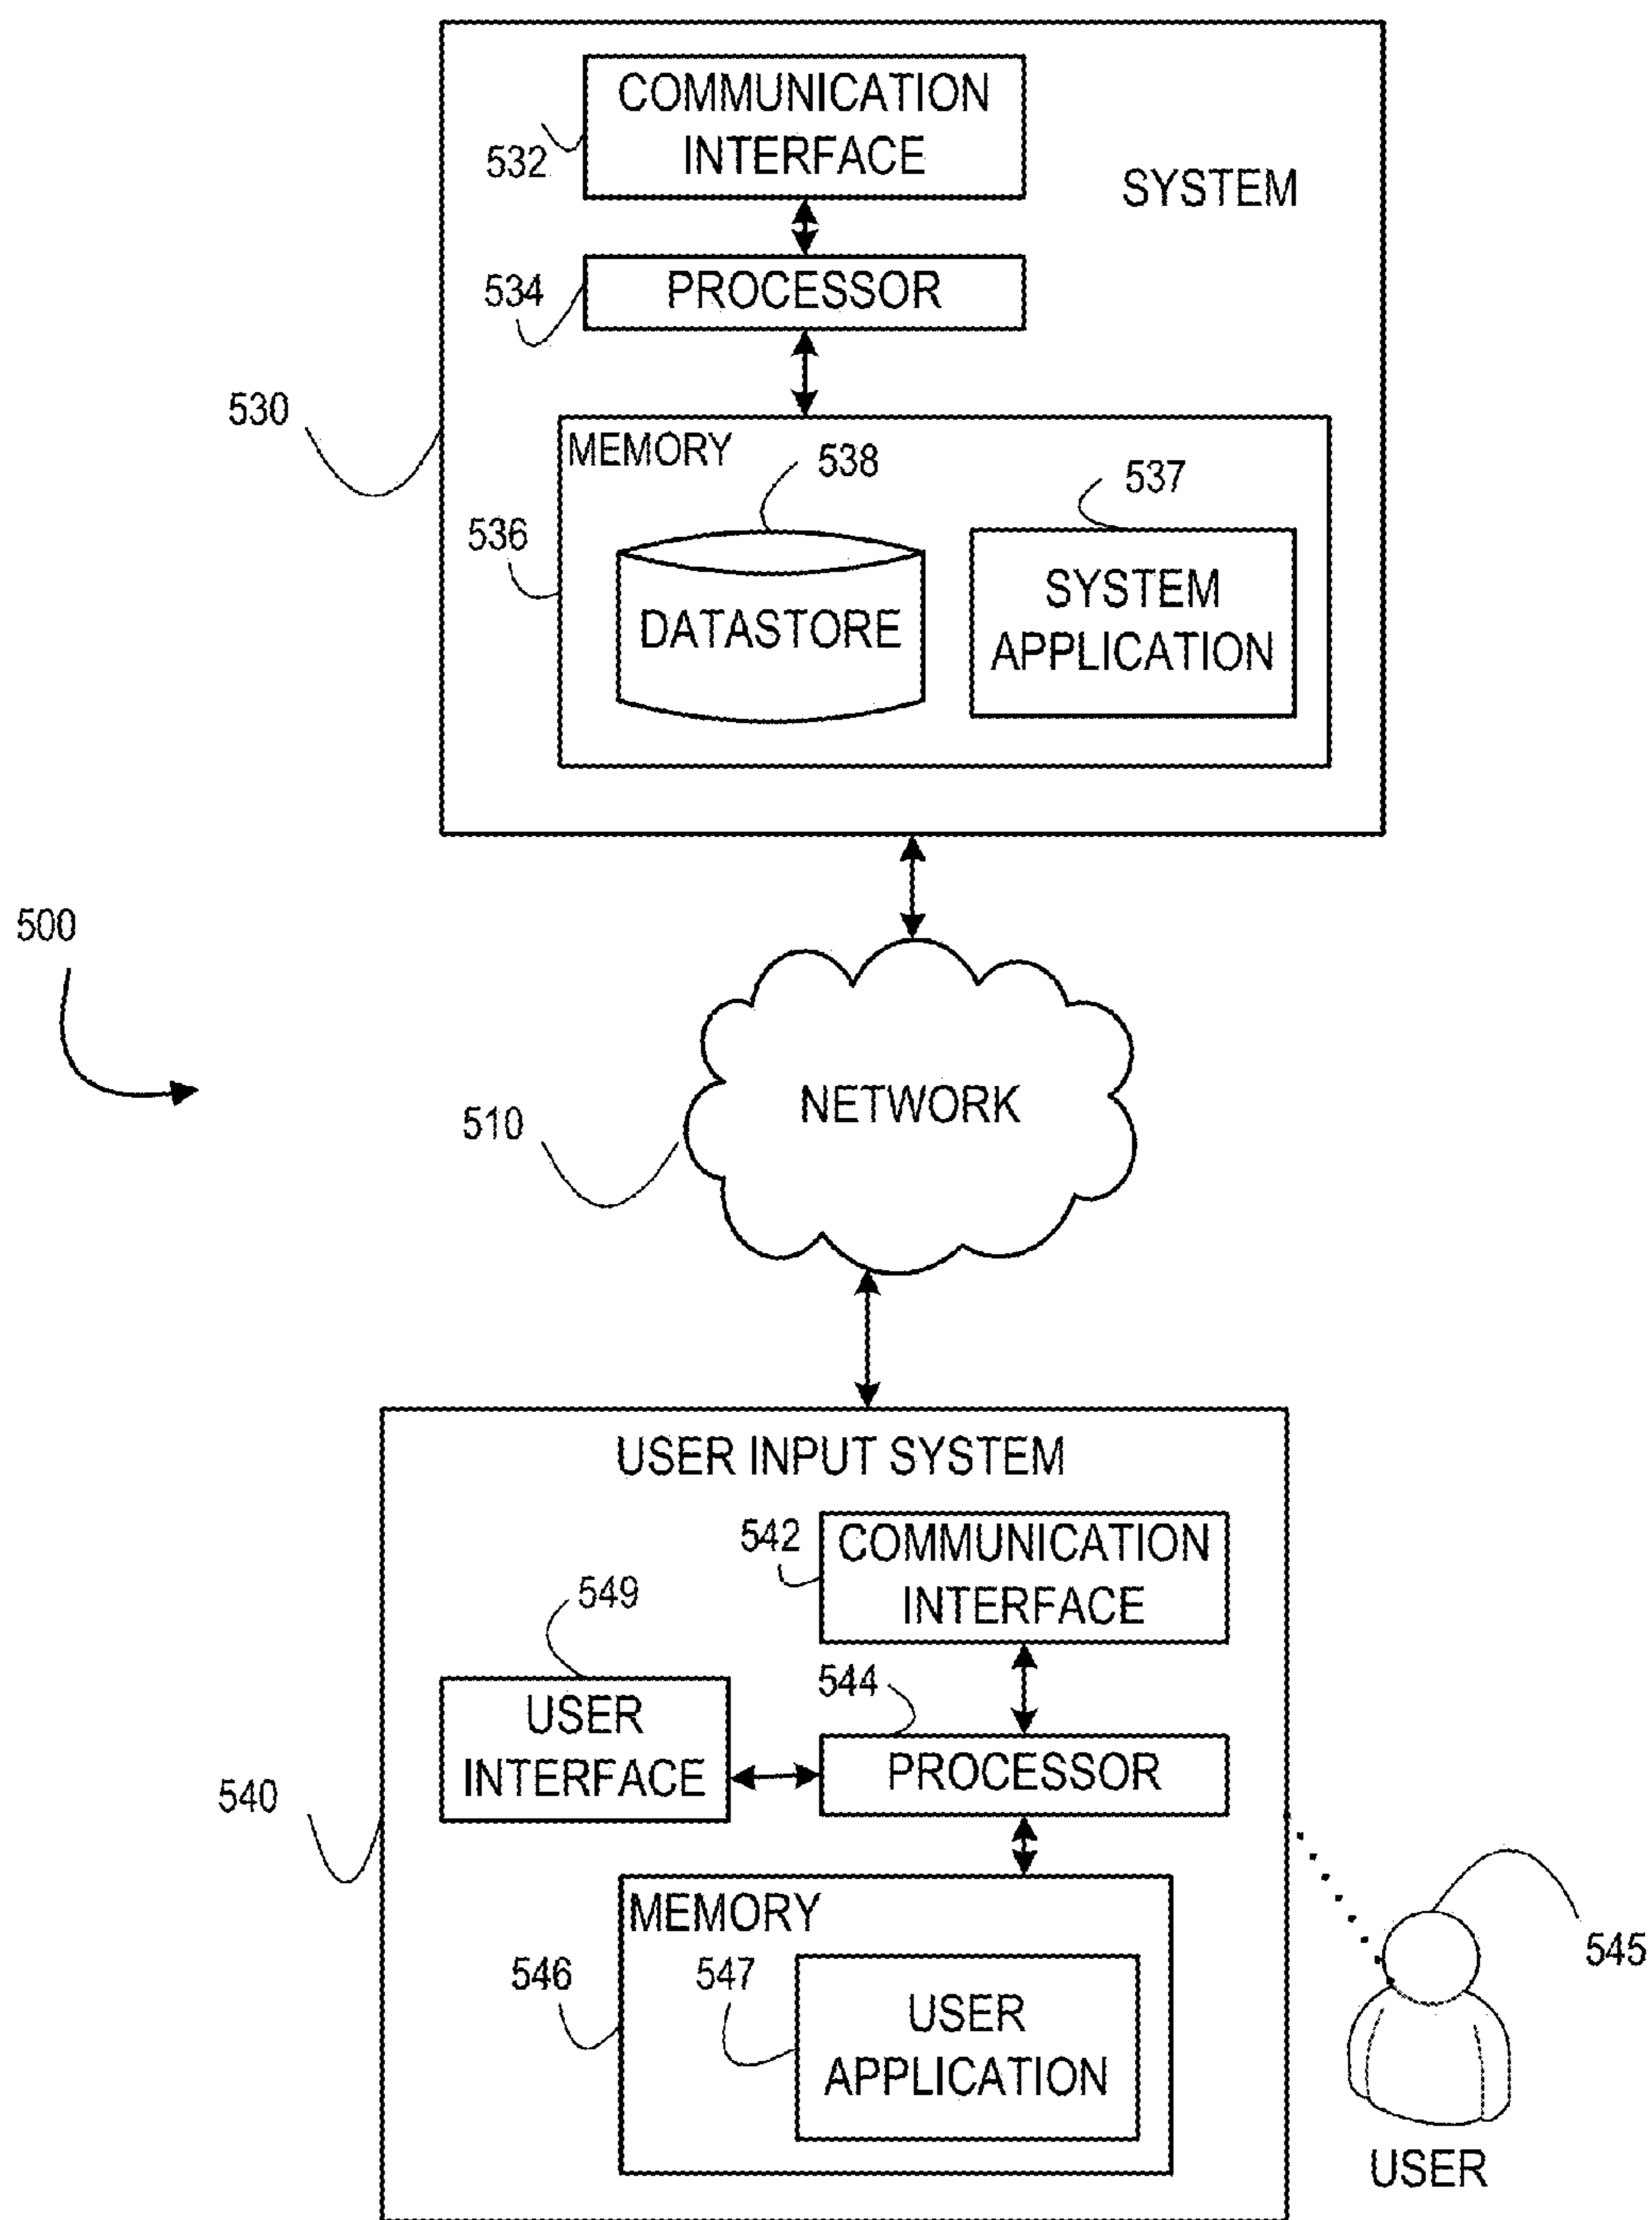 COMMUNICATION
INTERFACE
532
SYSTEM
PROCESSOR
534
530
MEMORY
538
537
536
DATASTORE
SYSTEM
APPLICATION
500
NETWORK
510
USER INPUT SYSTEM
542
COMMUNICATION
INTERFACE
549
544
USER
INTERFACE
PROCESSOR
540
MEMORY
546
547
USER
APPLICATION
545
USER